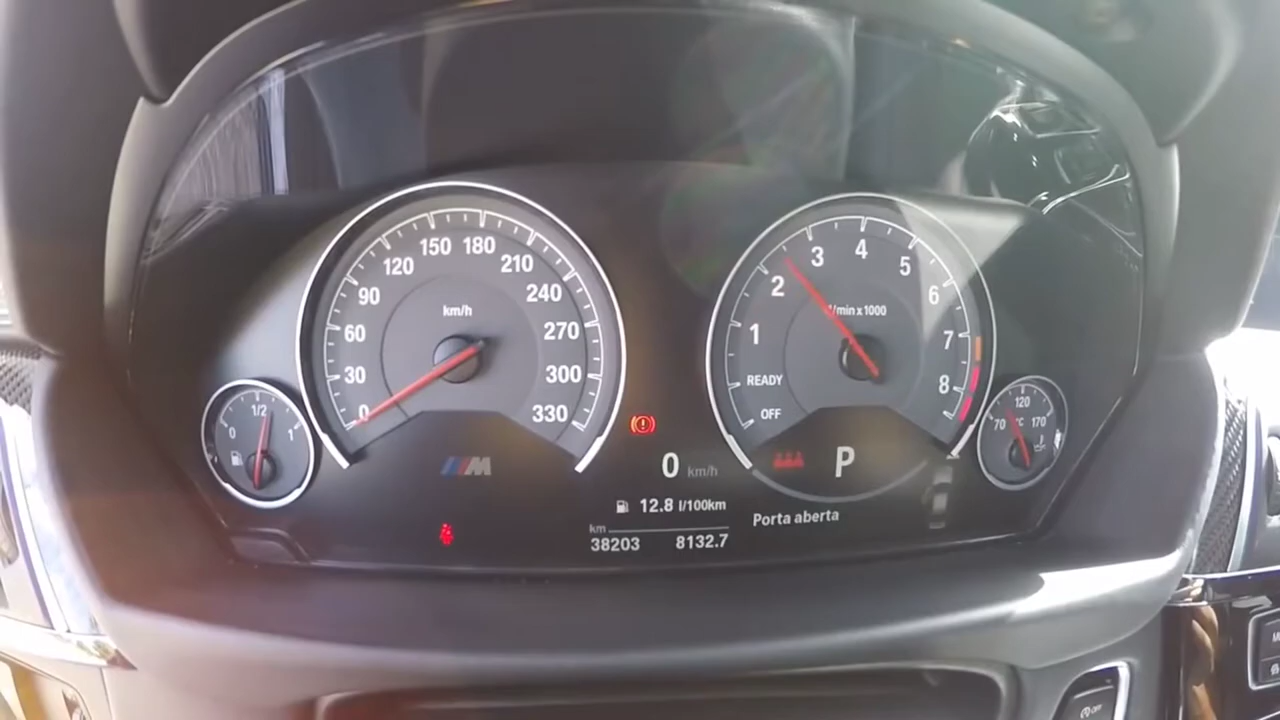 150 180
120 210
90 km/h 240
60 270
30 300
0 330
0 1/2 1
M
3 4 5
2 6
1/min x 1000
1 7
READY 8
OFF
P
70 120 °C 170
0 km/h
12.8 l/100km
km
38203 8132.7
Porta aberta
OFF